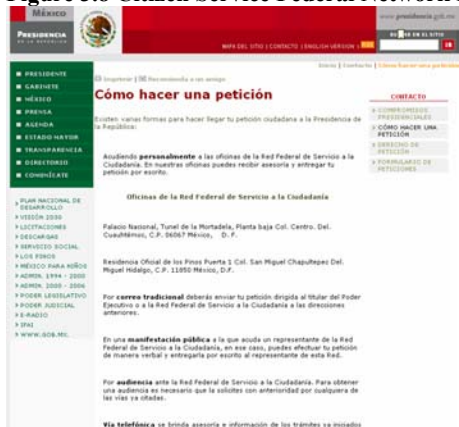 MÉXICO
PRESIDENCIA
DE LA REPÚBLICA
www.presidencia.gob.mx
MAPA DEL SITIO | CONTACTO | ENGLISH VERSION | RSS
Inicio | Contacto | Cómo hacer una petición
Imprimir | Recomienda a un amigo
Cómo hacer una petición
Existen varias formas para hacer llegar tu petición ciudadana a la Presidencia de
la República:
Acudiendo personalmente a las oficinas de la Red Federal de Servicio a la
Ciudadanía. En nuestras oficinas puedes recibir asesoría y entregar tu
petición por escrito.
Oficinas de la Red Federal de Servicio a la Ciudadanía
Palacio Nacional, Tunel de la Mortadela, Planta baja Col. Centro. Del.
Cuauhtémoc, C.P. 06067 México, D. F.
Residencia Oficial de los Pinos Puerta 1 Col. San Miguel Chapultepec Del.
Miguel Hidalgo, C.P. 11850 México, D.F.
Por correo tradicional deberás enviar tu petición dirigida al titular del Poder
Ejecutivo o a la Red Federal de Servicio a la Ciudadanía a las direcciones
anteriores.
En una manifestación pública a la que acuda un representante de la Red
Federal de Servicio a la Ciudadanía, en ese caso, puedes efectuar tu petición
de manera verbal y entregarla por escrito al representante de esta Red.
Por audiencia ante la Red Federal de Servicio a la Ciudadanía. Para obtener
una audiencia es necesario que la solicites con anterioridad por cualquiera de
las vías ya citadas.
Vía telefónica se brinda asesoría e información de los trámites ya iniciados
PRESIDENTE
GABINETE
MÉXICO
PRENSA
AGENDA
ESTADO MAYOR
TRANSPARENCIA
DIRECTORIO
COMUNÍCATE
PLAN NACIONAL DE
DESARROLLO
VISIÓN 2030
LICITACIONES
DESCARGAS
SERVICIO SOCIAL
LOS PINOS
MÉXICO PARA NIÑOS
ADMON. 1994 - 2000
ADMON. 2000 - 2006
PODER LEGISLATIVO
PODER JUDICIAL
E-RADIO
IFAI
WWW.GOB.MX
CONTACTO
COMPROMISOS
PRESIDENCIALES
CÓMO HACER UNA
PETICIÓN
DERECHO DE
PETICIÓN
FORMULARIO DE
PETICIONES